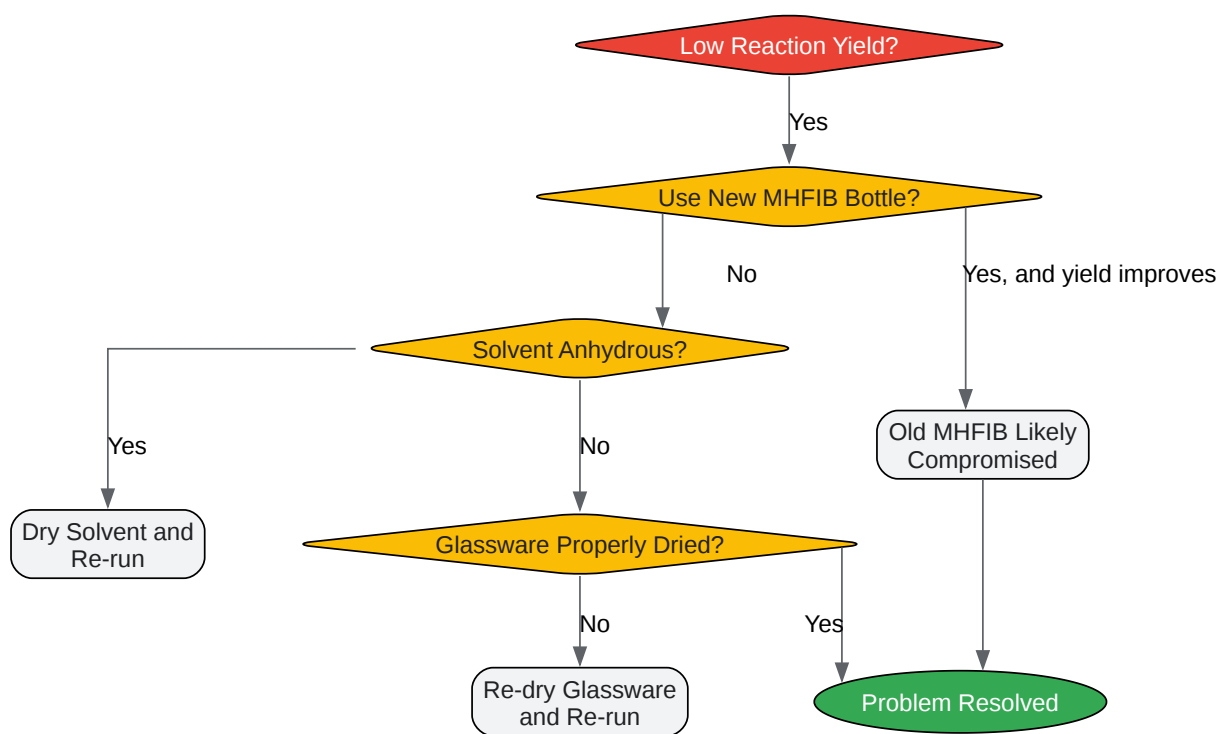 Low Reaction Yield?
Yes
Use New MHFIB Bottle?
No
Yes, and yield improves
Solvent Anhydrous?
Yes
No
Old MHFIB Likely
Compromised
Dry Solvent and
Re-run
Glassware Properly Dried?
No
Yes
Re-dry Glassware
and Re-run
Problem Resolved